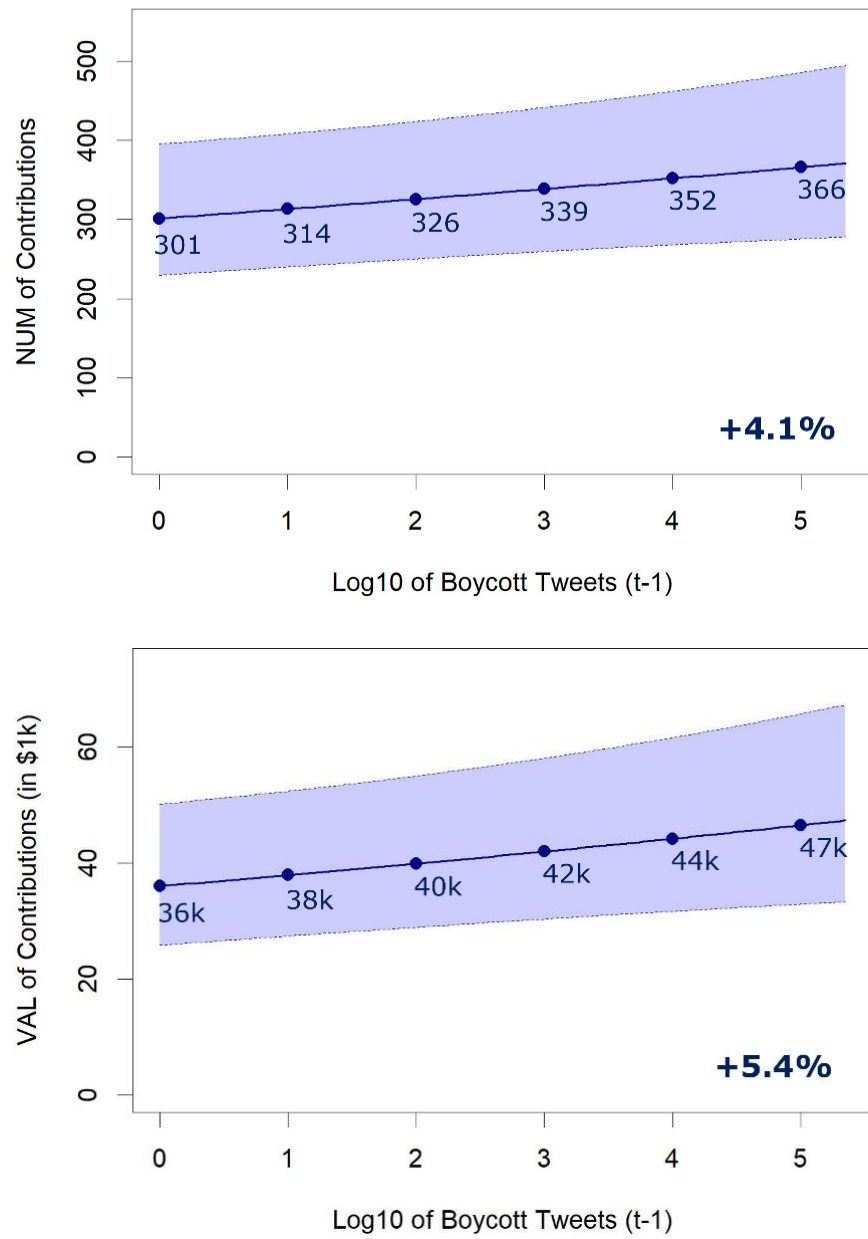 NUM of Contributions
500
400
300
200
100
0
301
314
326
339
352
366
+4.1%
0 1 2 3 4 5
Log10 of Boycott Tweets (t-1)
VAL of Contributions (in $1k)
60
40
20
0
36k
38k
40k
42k
44k
47k
+5.4%
0 1 2 3 4 5
Log10 of Boycott Tweets (t-1)